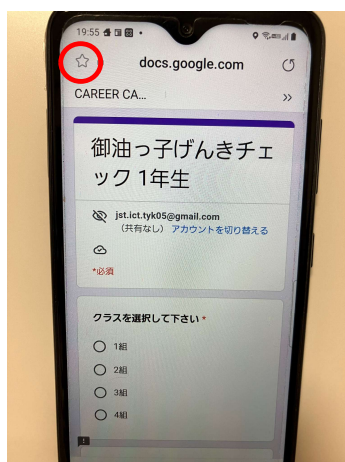 19:55
docs.google.com
CAREER CA...
御油っ子げんきチェ
ック 1年生
jst.ict.tyk05@gmail.com
（共有なし） アカウントを切り替える
*必須
クラスを選択して下さい *
1組
2組
3組
4組